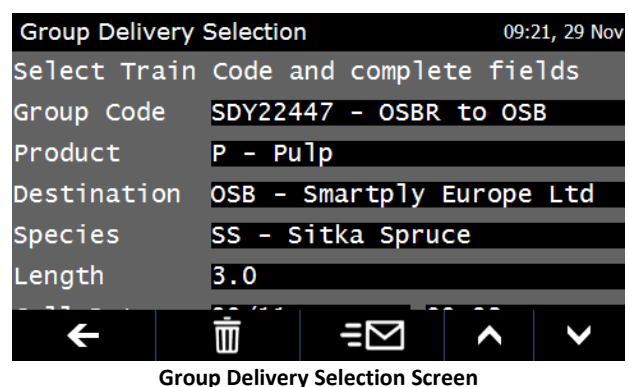 Group Delivery Selection 09:21, 29 Nov
Select Train Code and complete fields
Group Code SDY22447 - OSBR to OSB
Product P - Pulp
Destination OSB - Smartply Europe Ltd
Species SS - Sitka Spruce
Length 3.0
Group Delivery Selection Screen